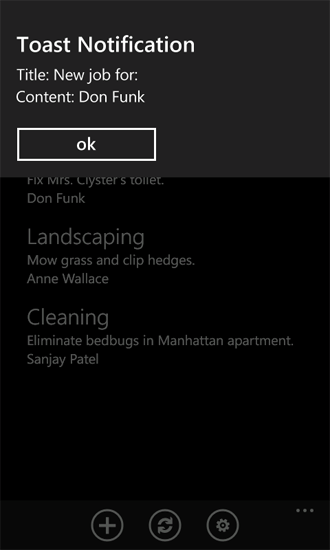 Toast Notification
Title: New job for:
Content: Don Funk
ok
Fix Mrs. Clyster's toilet.
Don Funk
Landscaping
Mow grass and clip hedges.
Anne Wallace
Cleaning
Eliminate bedbugs in Manhattan apartment.
Sanjay Patel